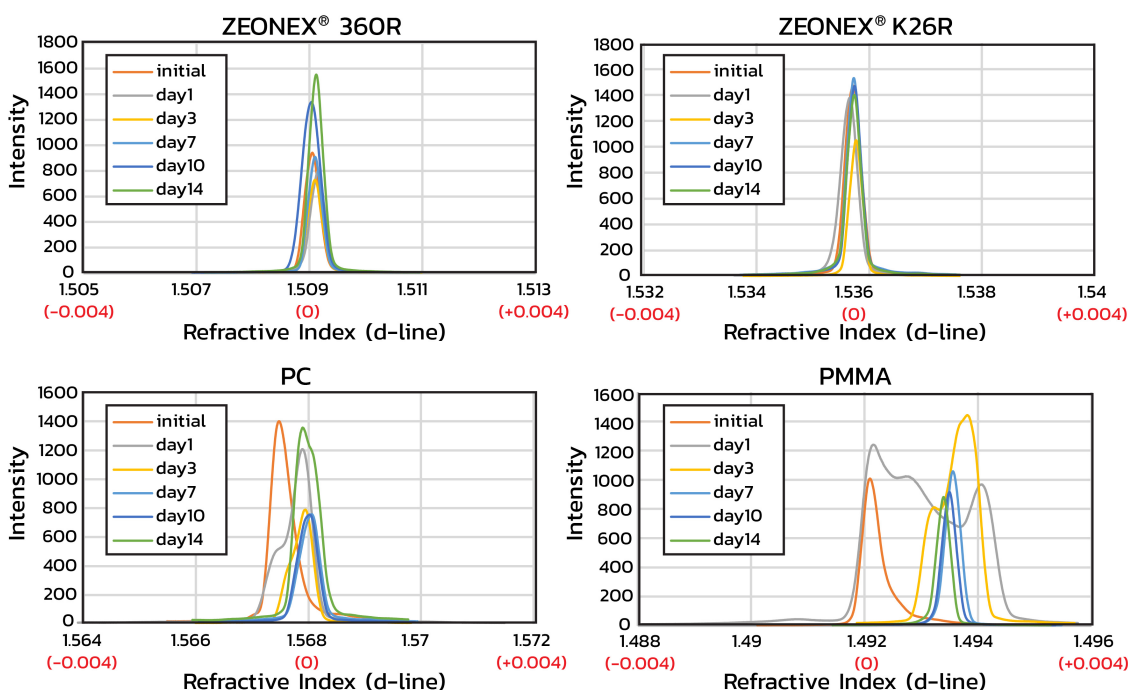 ZEONEX® 360R
Intensity
1800
1600
1400
1200
1000
800
600
400
200
0
initial
day1
day3
day7
day10
day14
1.505 1.507 1.509 1.511 1.513
(-0.004) (0) (+0.004)
Refractive Index (d-line)
ZEONEX® K26R
Intensity
1800
1600
1400
1200
1000
800
600
400
200
0
initial
day1
day3
day7
day10
day14
1.532 1.534 1.536 1.538 1.54
(-0.004) (0) (+0.004)
Refractive Index (d-line)
PC
Intensity
1600
1400
1200
1000
800
600
400
200
0
initial
day1
day3
day7
day10
day14
1.564 1.566 1.568 1.57 1.572
(-0.004) (0) (+0.004)
Refractive Index (d-line)
PMMA
Intensity
1600
1400
1200
1000
800
600
400
200
0
initial
day1
day3
day7
day10
day14
1.488 1.49 1.492 1.494 1.496
(-0.004) (0) (+0.004)
Refractive Index (d-line)